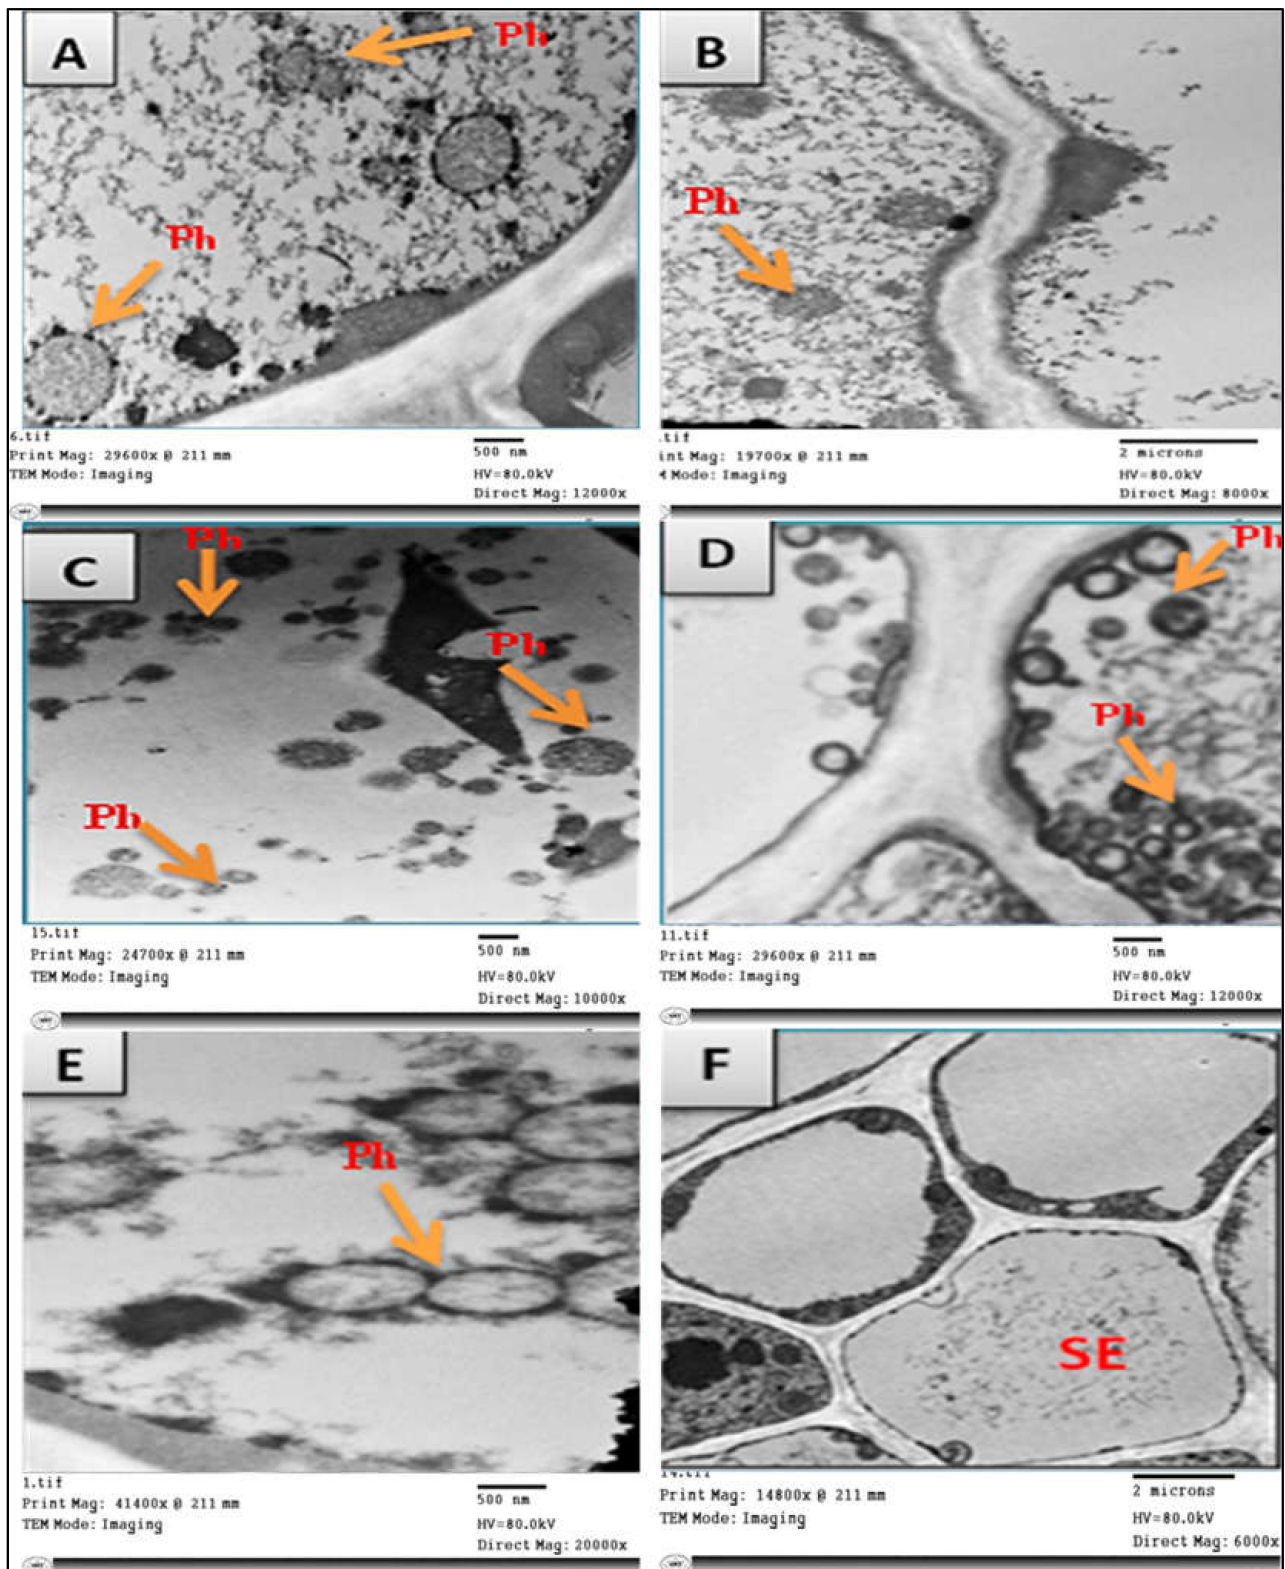 A
Ph
Ph
6.tif
Print Mag: 29600x @ 211 mm
TEM Mode: Imaging
500 nm
HV=80.0kV
Direct Mag: 12000x
B
Ph
.tif
int Mag: 19700x @ 211 mm
M Mode: Imaging
2 microns
HV=80.0kV
Direct Mag: 8000x
C
Ph
Ph
Ph
15.tif
Print Mag: 24700x @ 211 mm
TEM Mode: Imaging
500 nm
HV=80.0kV
Direct Mag: 10000x
D
Ph
Ph
11.tif
Print Mag: 29600x @ 211 mm
TEM Mode: Imaging
500 nm
HV=80.0kV
Direct Mag: 12000x
E
Ph
1.tif
Print Mag: 41400x @ 211 mm
TEM Mode: Imaging
500 nm
HV=80.0kV
Direct Mag: 20000x
F
SE
Print Mag: 14800x @ 211 mm
TEM Mode: Imaging
2 microns
HV=80.0kV
Direct Mag: 6000x